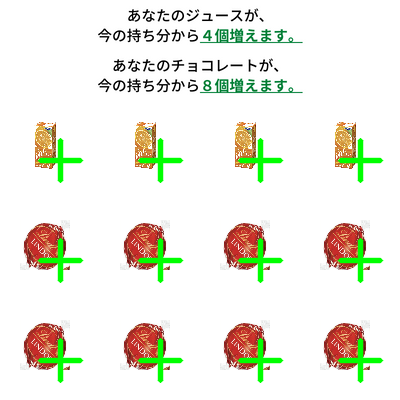 あなたのジュースが、
今の持ち分から４個増えます。
あなたのチョコレートが、
今の持ち分から８個増えます。